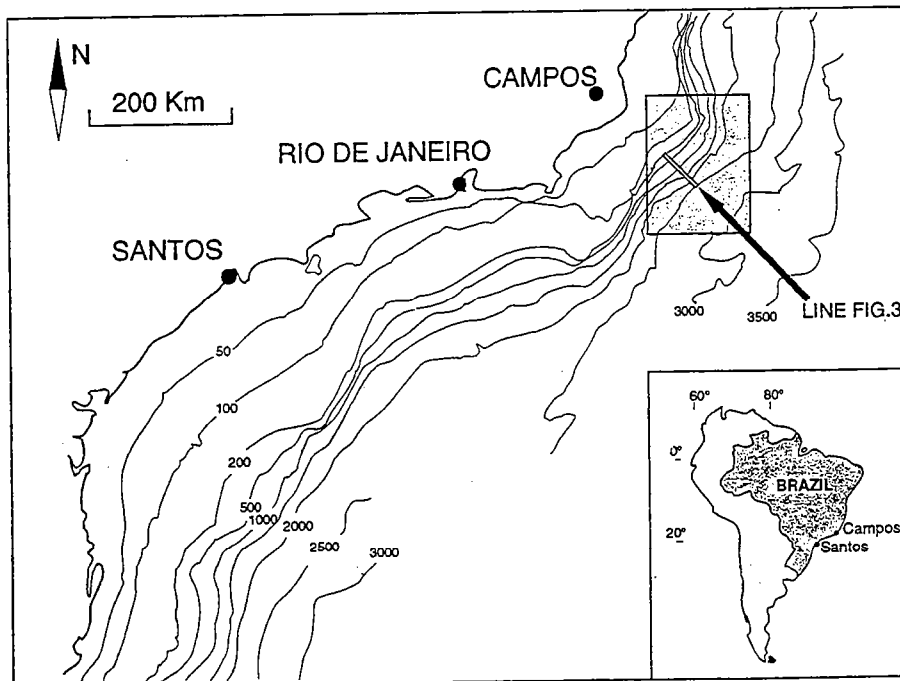 N
200 Km
CAMPOS
RIO DE JANEIRO
SANTOS
50
100
200
500
1000
2000
2500
3000
3000
3500
LINE FIG.3
60°
80°
0°
20°
BRAZIL
Campos
Santos